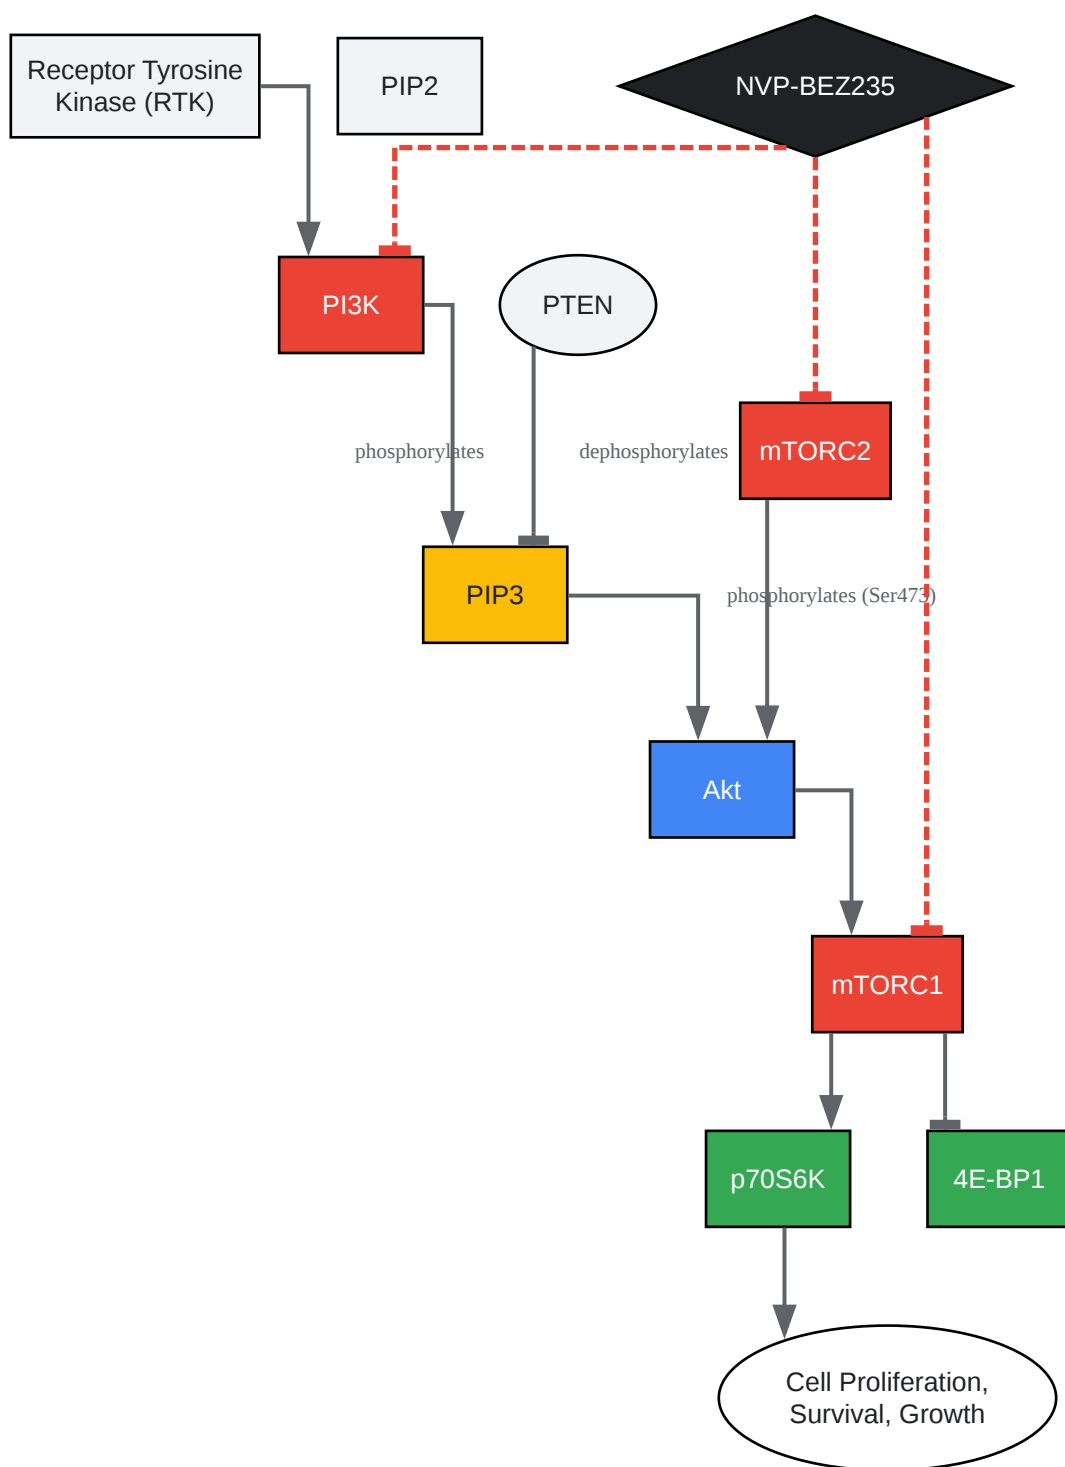 Receptor Tyrosine
Kinase (RTK)
PIP2
NVP-BEZ235
PI3K
PTEN
phosphorylates
dephosphorylates
mTORC2
PIP3
phosphorylates (Ser473)
Akt
mTORC1
p70S6K
4E-BP1
Cell Proliferation,
Survival, Growth